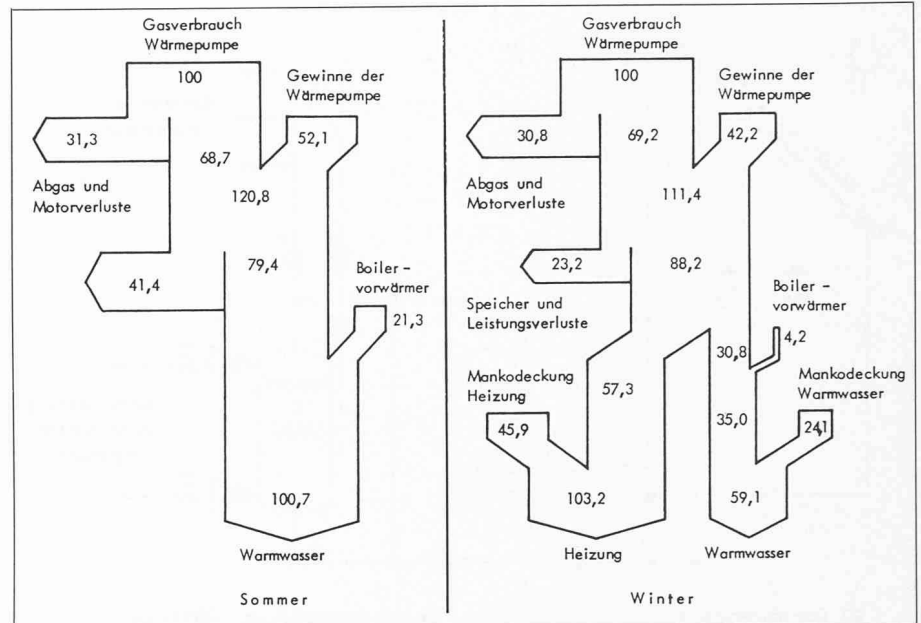 Gasverbrauch
Wärmepumpe
100
Gewinne der
Wärmepumpe
31,3
52,1
68,7
Abgas und
Motorverluste
120,8
79,4
41,4
Boiler-
vorwärmer
21,3
100,7
Warmwasser
Sommer
Gasverbrauch
Wärmepumpe
100
Gewinne der
Wärmepumpe
30,8
69,2
42,2
Abgas und
Motorverluste
111,4
23,2
88,2
Boiler-
vorwärmer
Speicher und
Leistungsverluste
4,2
30,8
Mankodeckung
Heizung
57,3
Mankodeckung
Warmwasser
45,9
35,0
24,1
103,2
59,1
Heizung
Warmwasser
Winter